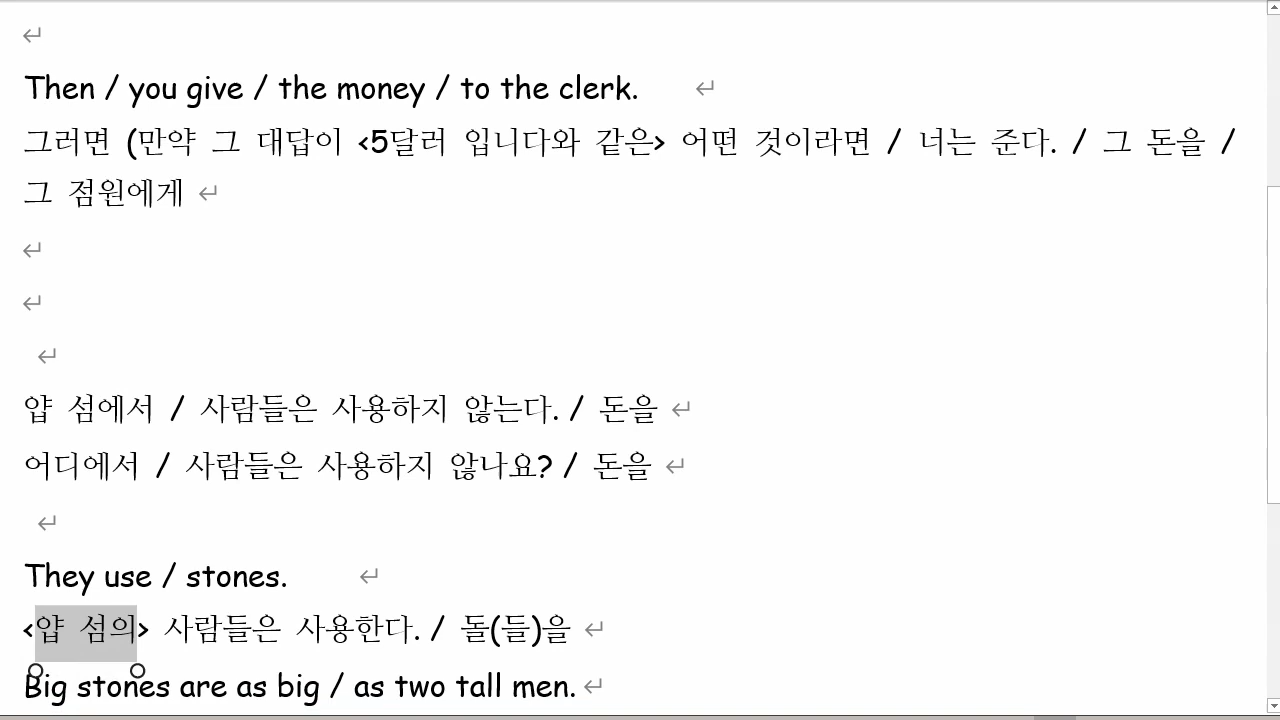 Then / you give / the money / to the clerk.
그러면 (만약 그 대답이 <5달러 입니다와 같은> 어떤 것이라면 / 너는 준다. / 그 돈을 /
그 점원에게
얍 섬에서 / 사람들은 사용하지 않는다. / 돈을
어디에서 / 사람들은 사용하지 않나요? / 돈을
They use / stones.
<얍 섬의> 사람들은 사용한다. / 돌(들)을
Big stones are as big / as two tall men.